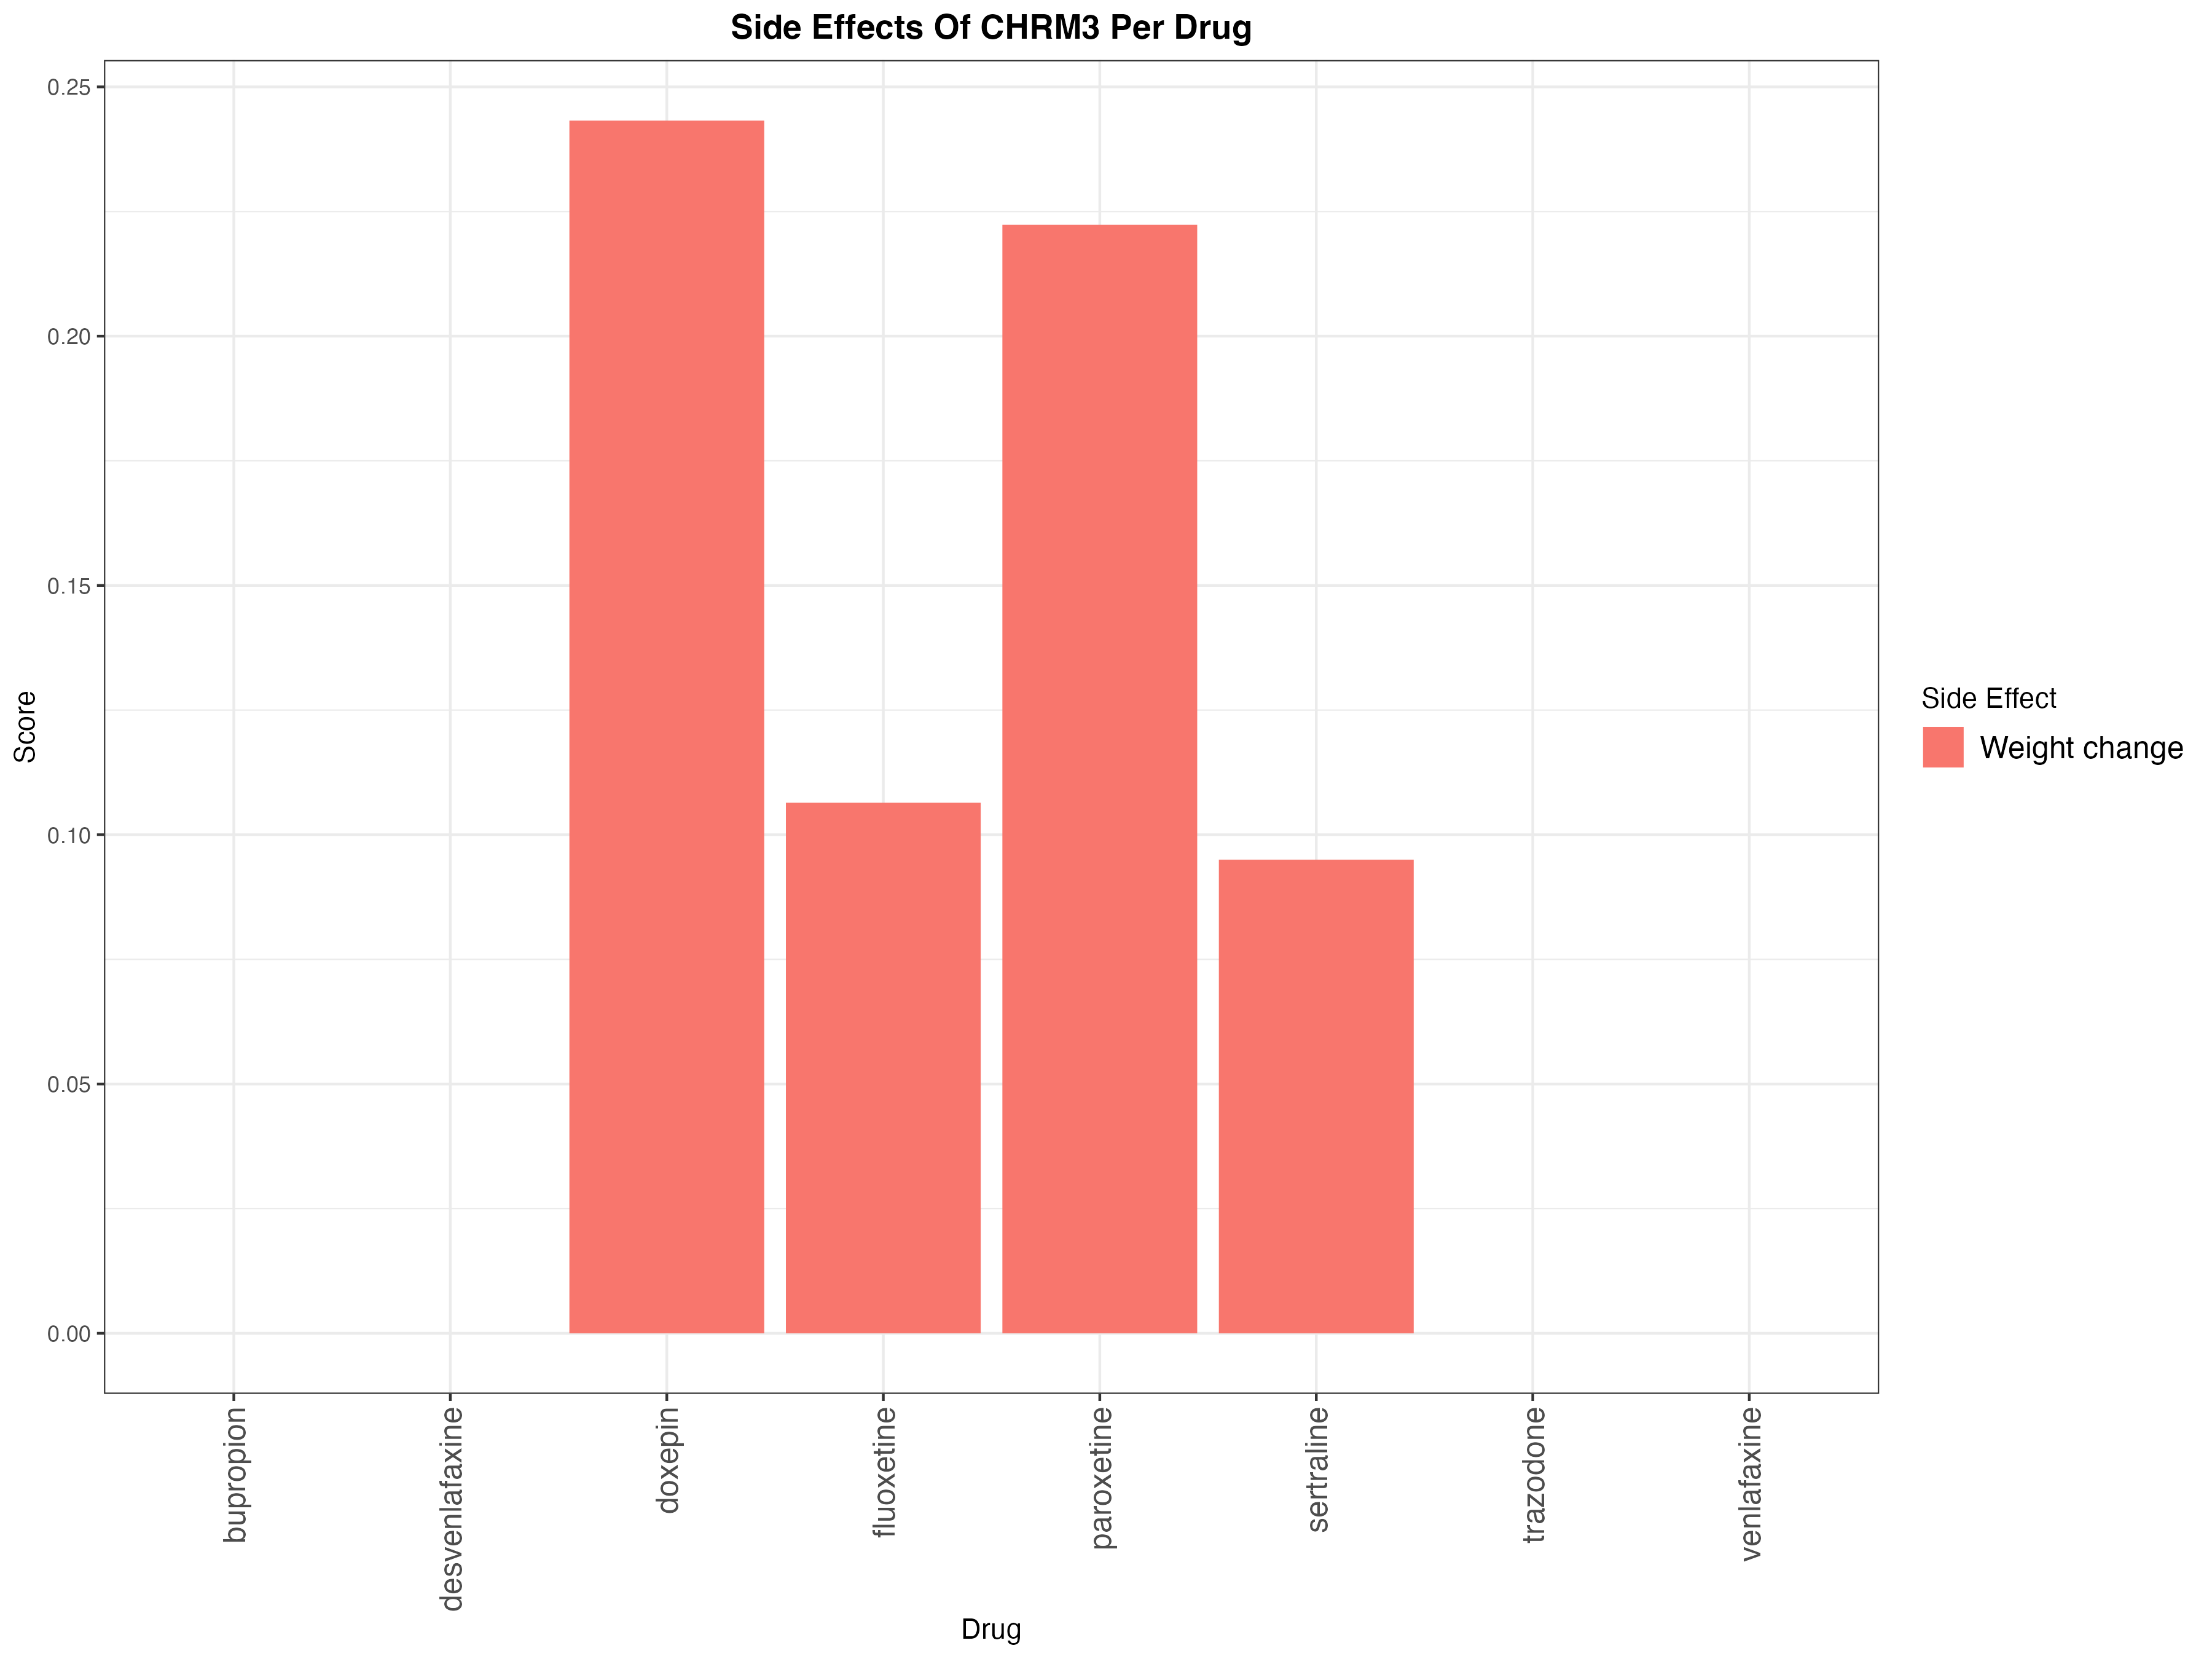 Side Effects Of CHRM3 Per Drug
0.25
0.20
0.15
0.10
0.05
0.00
Score
bupropion
desvenlafaxine
doxepin
fluoxetine
paroxetine
sertraline
trazodone
venlafaxine
Drug
Side Effect
Weight change